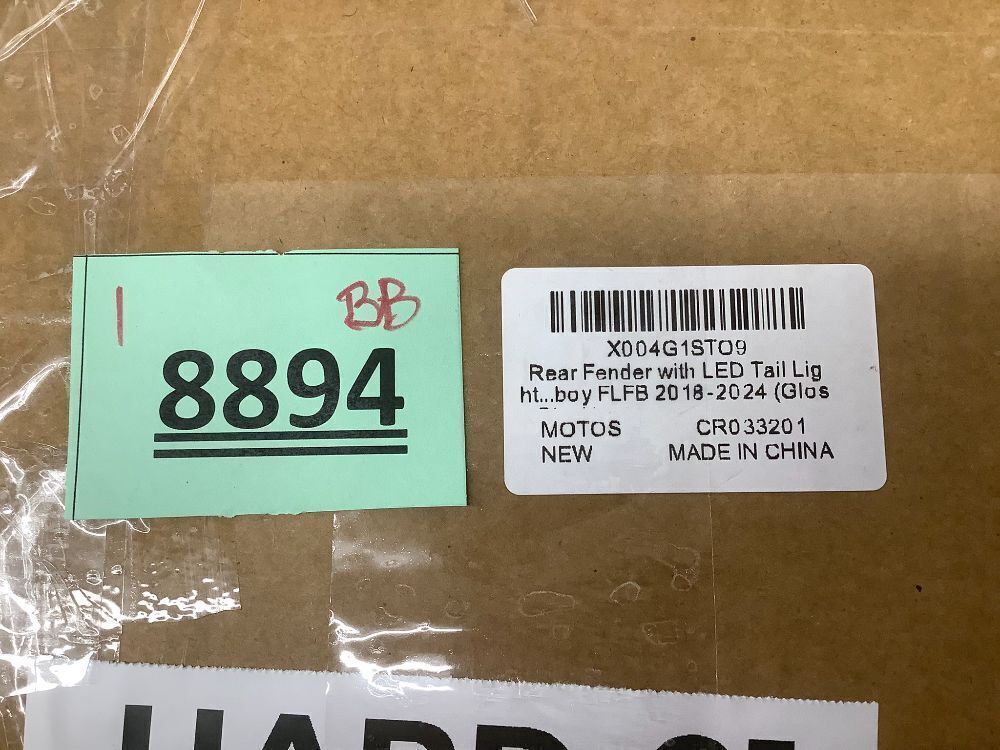 1 BB
8894
X004G1STO9
Rear Fender with LED Tail Lig
ht...boy FLFB 2018-2024 (Glos
MOTOS CR033201
NEW MADE IN CHINA